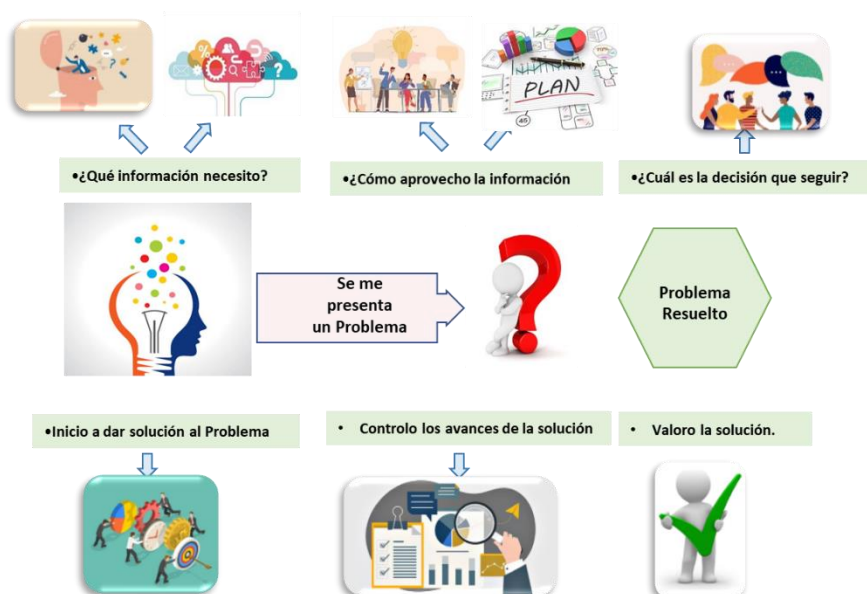 PLAN
•¿Qué información necesito?
•¿Cómo aprovecho la información
•¿Cuál es la decisión que seguir?
Se me
presenta
un Problema
Problema
Resuelto
•Inicio a dar solución al Problema
• Controlo los avances de la solución
• Valoro la solución.